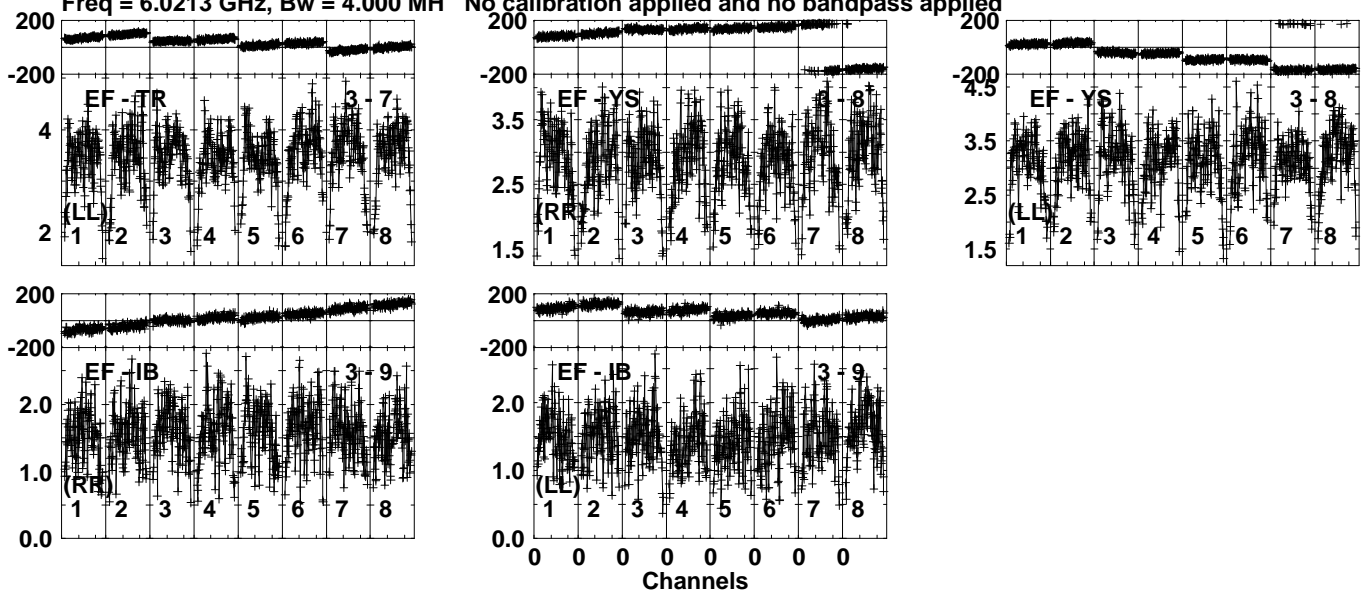 Freq = 6.0213 GHz, Bw = 4.000 MH No calibration applied and no bandpass applied
200
-200
EF - TR 3 - 7
4
2
(LL)
1 2 3 4 5 6 7 8
200
-200
EF - YS 3 - 8
3.5
2.5
1.5
(RR)
1 2 3 4 5 6 7 8
200
-200
4.5
EF - YS 3 - 8
3.5
2.5
1.5
(LL)
1 2 3 4 5 6 7 8
200
-200
EF - IB 3 - 9
2.0
1.0
0.0
(RR)
1 2 3 4 5 6 7 8
200
-200
EF - IB 3 - 9
2.0
1.0
0.0
(LL)
1 2 3 4 5 6 7 8
0 0 0 0 0 0 0 0
Channels